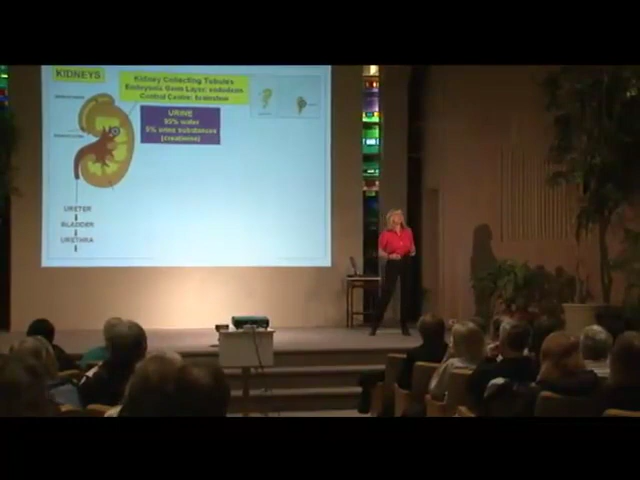 KIDNEYS
Kidney Collecting Tubules
Embryonic Germ Layer: endoderm
Control Center: brainstem
URINE
95% water
5% urine substances
(creatinine)
URETER
BLADDER
URETHRA